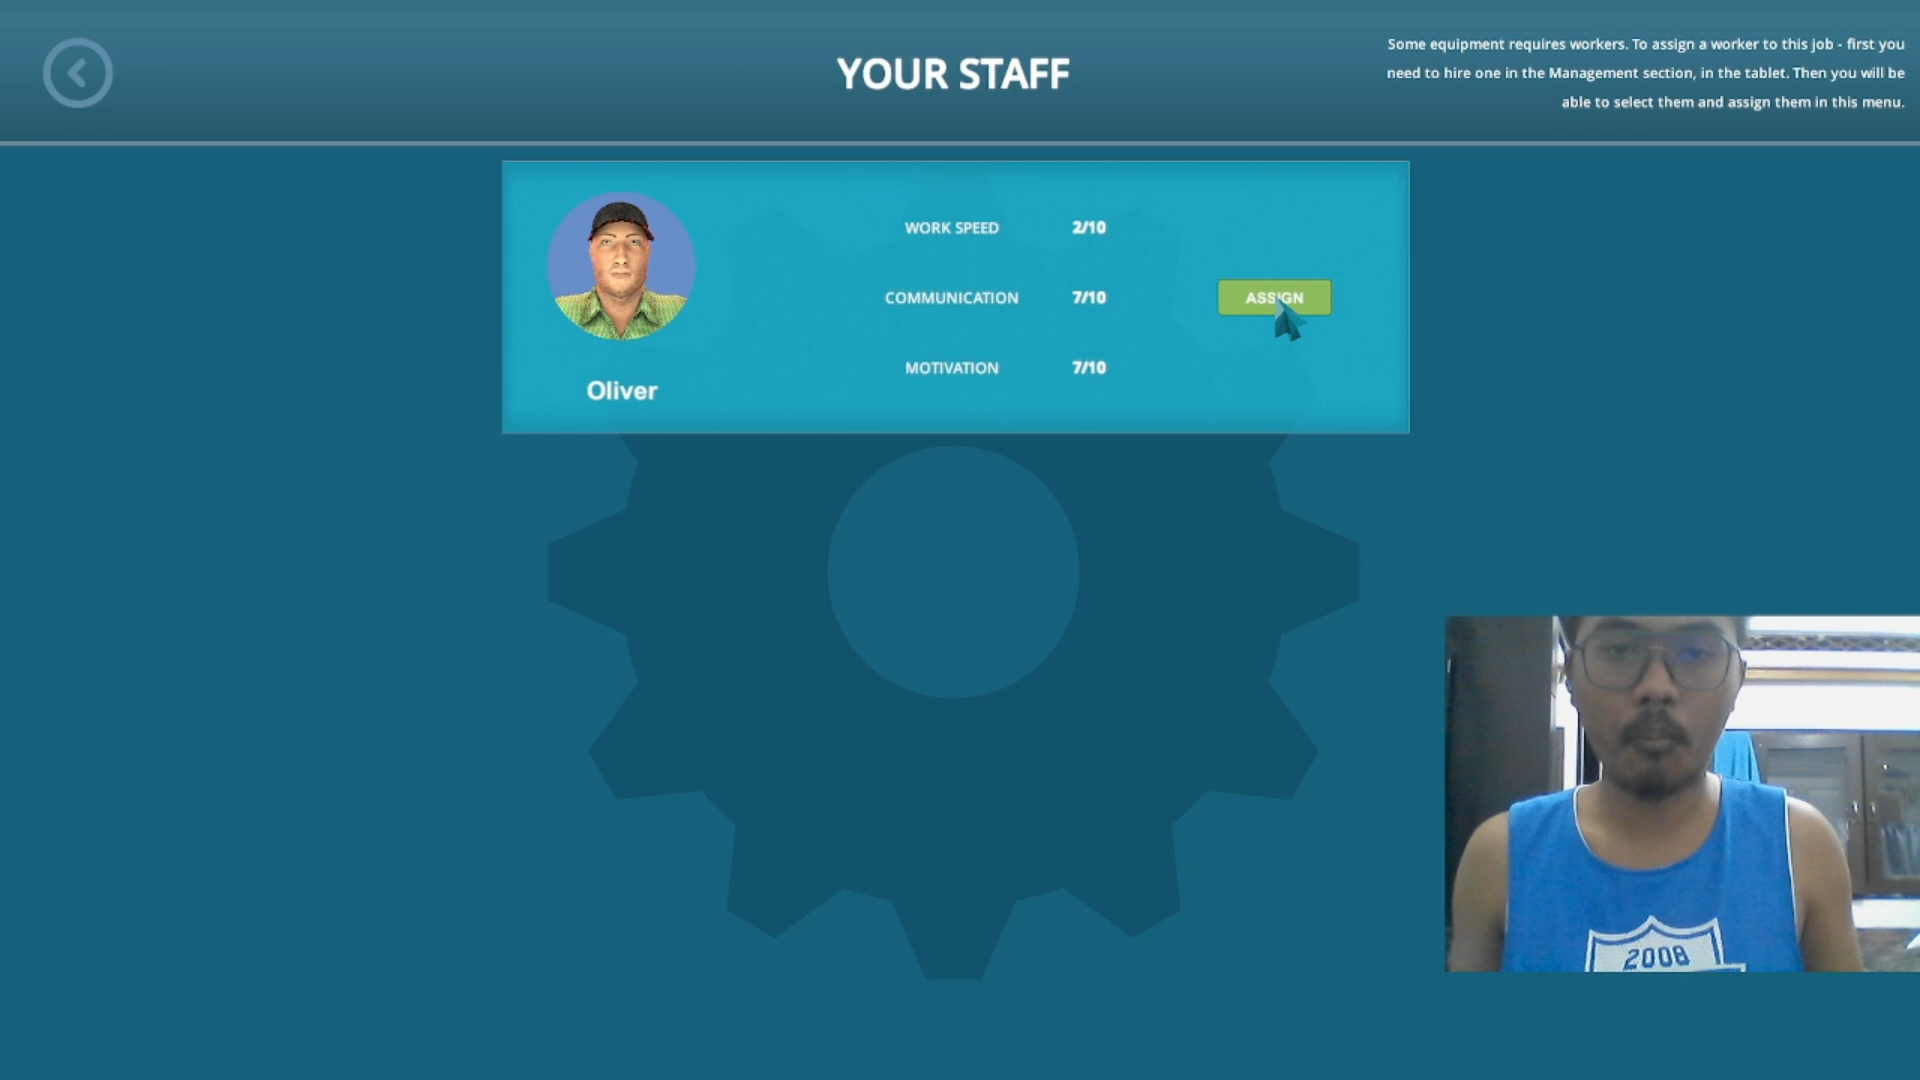 YOUR STAFF
Some equipment requires workers. To assign a worker to this job - first you
need to hire one in the Management section, in the tablet. Then you will be
able to select them and assign them in this menu.
WORK SPEED 2/10
COMMUNICATION 7/10
ASSIGN
MOTIVATION 7/10
Oliver
2008